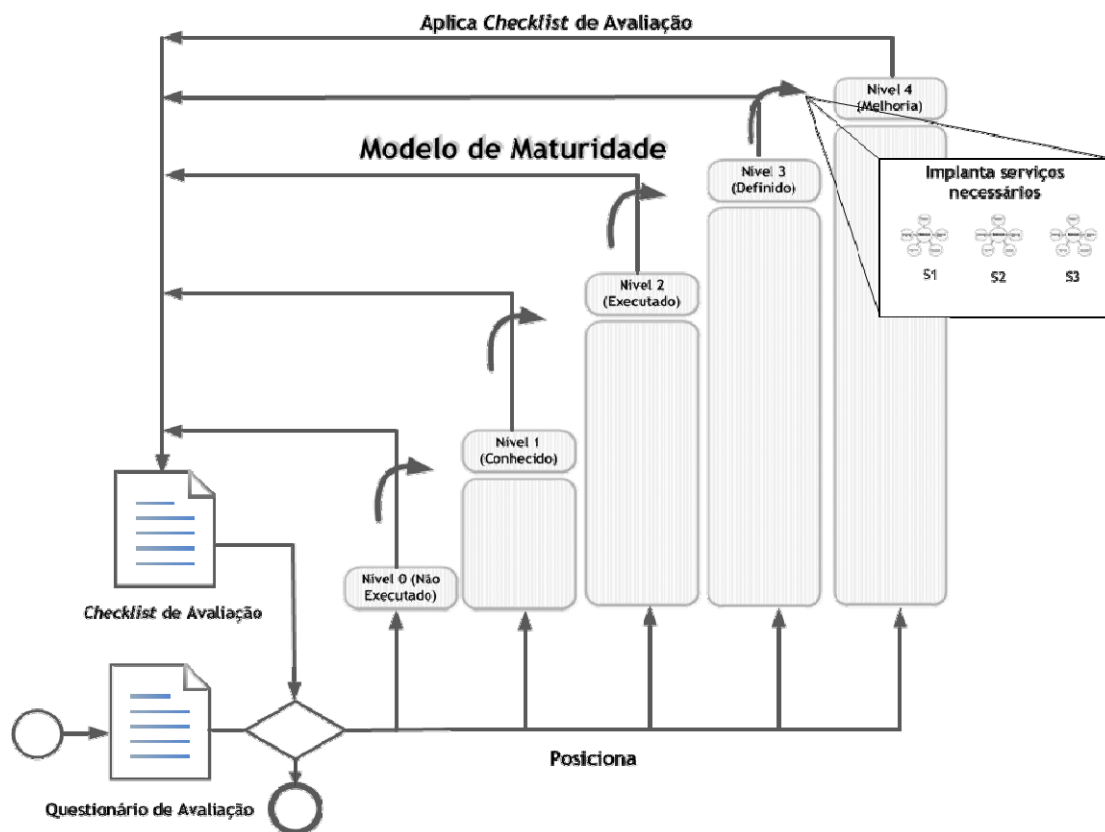 Aplica Checklist de Avaliação
Nível 4
(Melhoria)
Modelo de Maturidade
Nível 3
(Definido)
Implanta serviços
necessários
S1
S2
S3
Nível 2
(Executado)
Nível 1
(Conhecido)
Nível 0 (Não
Executado)
Checklist de Avaliação
Posiciona
Questionário de Avaliação